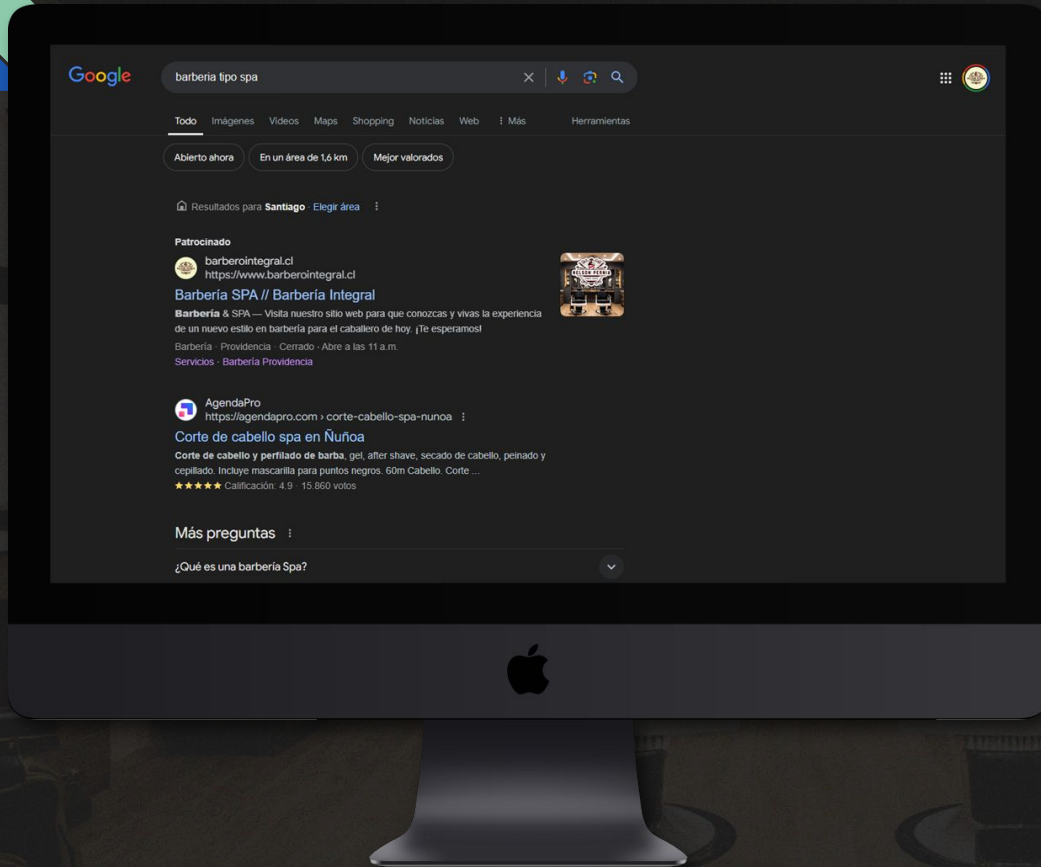 Google
barberia tipo spa
Todo Imágenes Videos Maps Shopping Noticias Web Más Herramientas
Abierto ahora En un área de 1,6 km Mejor valorados
Resultados para Santiago · Elegir área
Patrocinado
barberointegral.cl
https://www.barberointegral.cl
Barbería SPA // Barbería Integral
Barbería & SPA — Visita nuestro sitio web para que conozcas y vivas la experiencia
de un nuevo estilo en barbería para el caballero de hoy. ¡Te esperamos!
Barbería · Providencia · Cerrado · Abre a las 11 a.m.
Servicios · Barbería Providencia
NELSON PERNIA
AgendaPro
https://agendapro.com › corte-cabello-spa-nunoa
Corte de cabello spa en Ñuñoa
Corte de cabello y perfilado de barba, gel, after shave, secado de cabello, peinado y
cepillado. Incluye mascarilla para puntos negros. 60m Cabello. Corte ...
Calificación: 4.9 · 15.860 votos
Más preguntas
¿Qué es una barbería Spa?